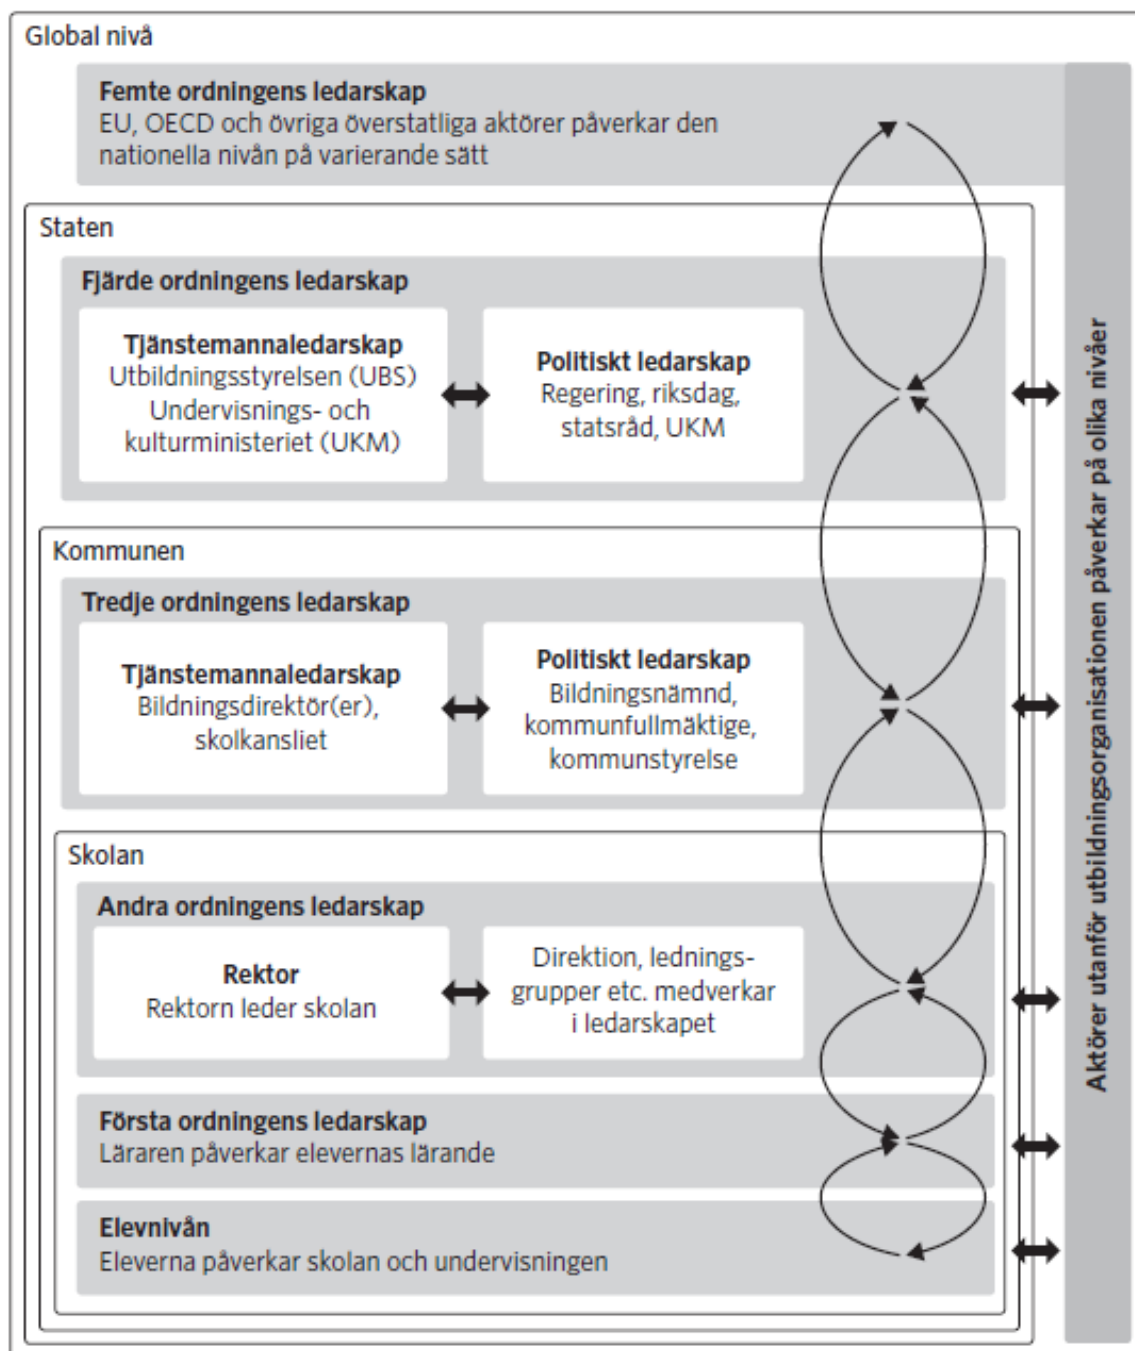 Global nivå
Femte ordningens ledarskap
EU, OECD och övriga överstatliga aktörer påverkar den
nationella nivån på varierande sätt
Staten
Fjärde ordningens ledarskap
Tjänstemannaledarskap
Utbildningsstyrelsen (UBS)
Undervisnings- och
kulturministeriet (UKM)
Politiskt ledarskap
Regering, riksdag,
statsråd, UKM
Kommunen
Tredje ordningens ledarskap
Tjänstemannaledarskap
Bildningsdirektör(er),
skolkansliet
Politiskt ledarskap
Bildningsnämnd,
kommunfullmäktige,
kommunstyrelse
Skolan
Andra ordningens ledarskap
Rektor
Rektorn leder skolan
Direktion, lednings-
grupper etc. medverkar
i ledarskapet
Första ordningens ledarskap
Läraren påverkar elevernas lärande
Elevnivån
Eleverna påverkar skolan och undervisningen
Aktörer utanför utbildningsorganisationen påverkar på olika nivåer